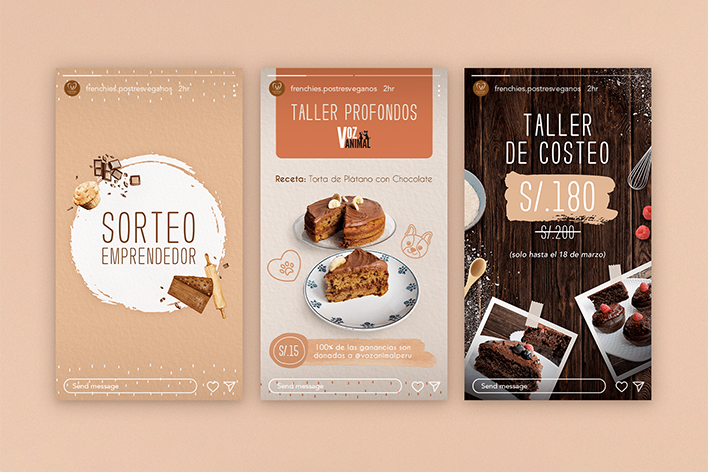 frenchies.postresveganos 2hr
SORTEO
EMPRENDEDOR
Send message
frenchies.postresveganos 2hr
TALLER PROFONDOS
VOZ
ANIMAL
Receta: Torta de Plátano con Chocolate
S/.15
100% de las ganancias son
donadas a @vozanimalperu
Send message
frenchies.postresveganos 2hr
TALLER
DE COSTEO
S/.180
S/.200
(solo hasta el 18 de marzo)
Send message